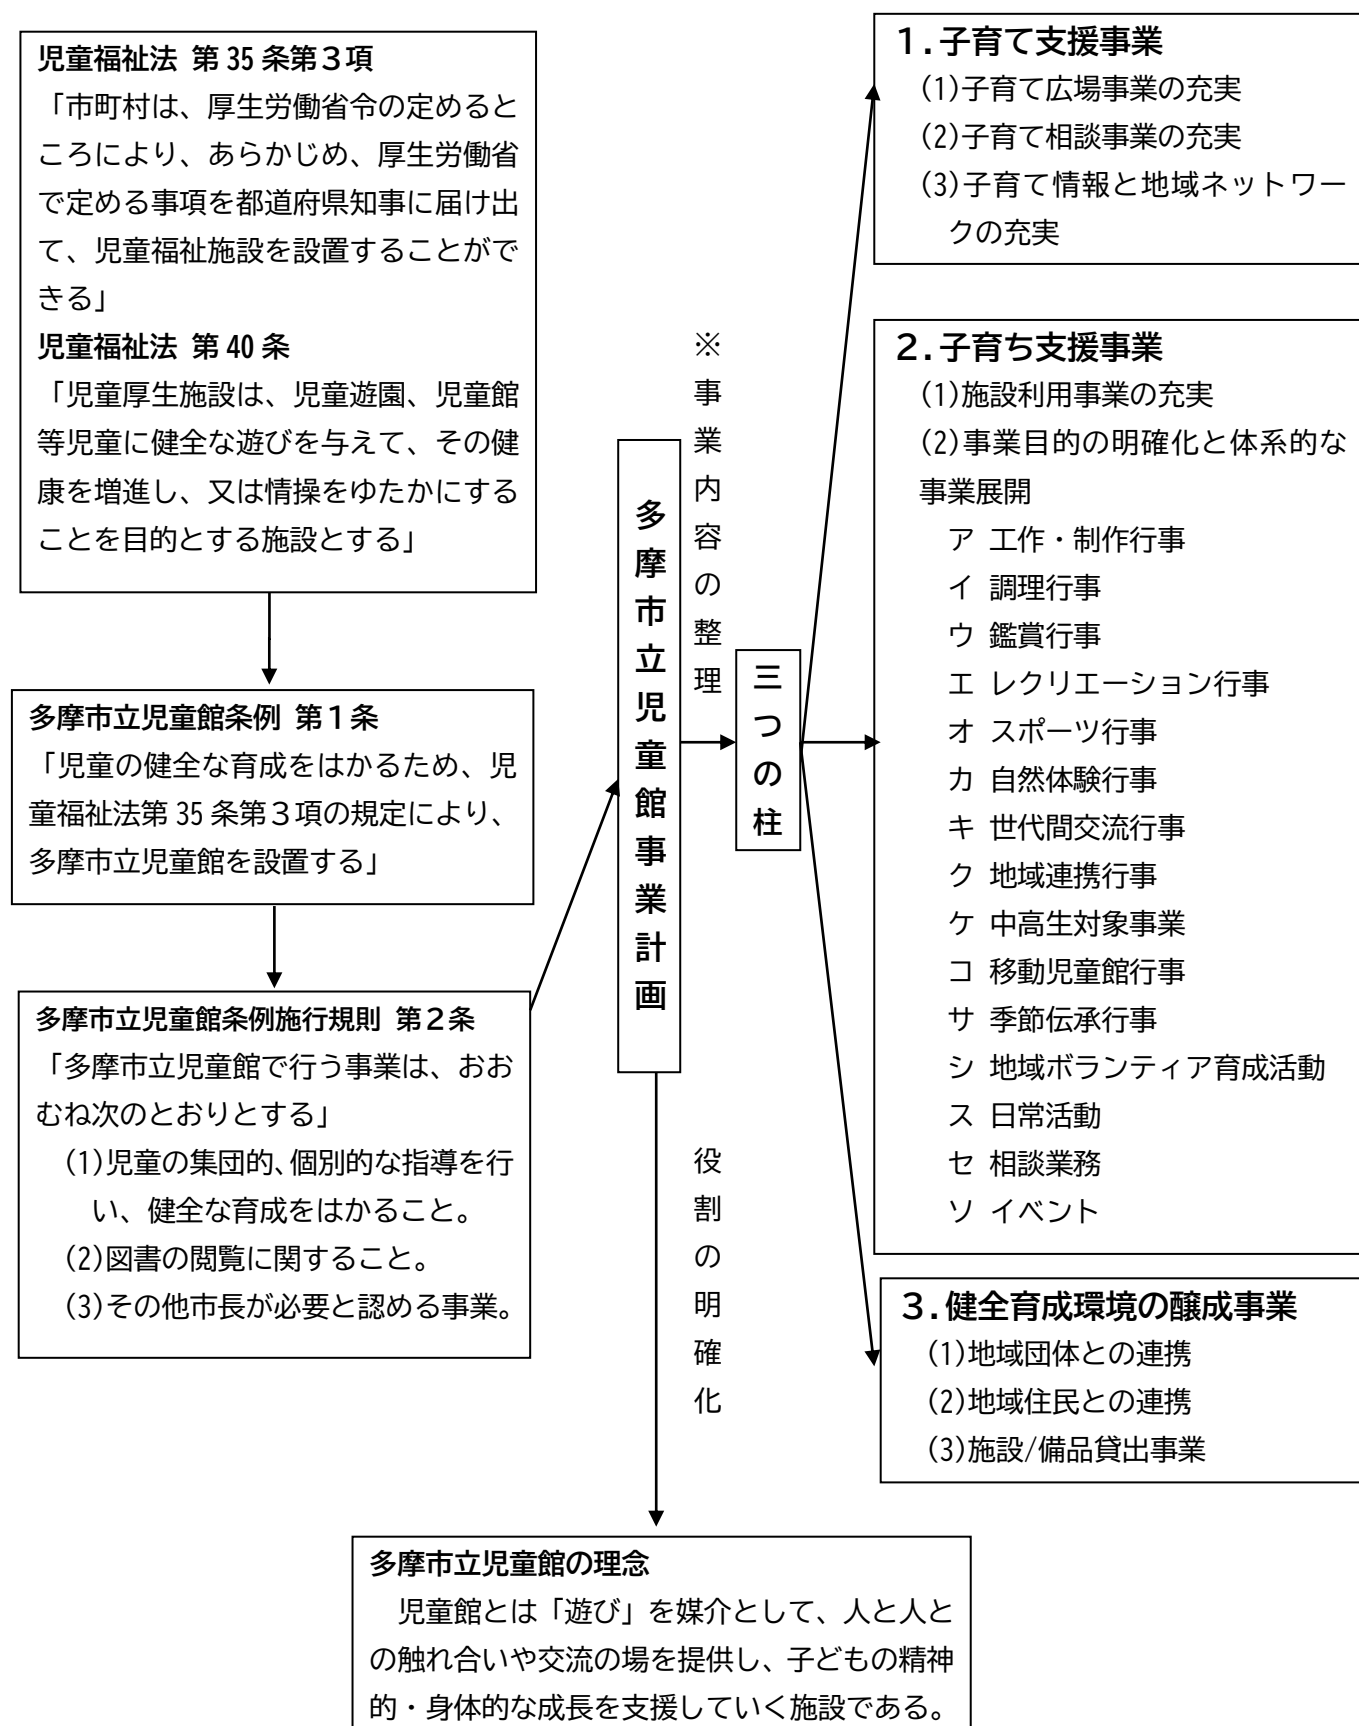 児童福祉法 第35条第３項
「市町村は、厚生労働省令の定めると
ころにより、あらかじめ、厚生労働省
で定める事項を都道府県知事に届け出
て、児童福祉施設を設置することがで
きる」
児童福祉法 第40条
「児童厚生施設は、児童遊園、児童館
等児童に健全な遊びを与えて、その健
康を増進し、又は情操をゆたかにする
ことを目的とする施設とする」
多摩市立児童館条例 第１条
「児童の健全な育成をはかるため、児
童福祉法第35条第３項の規定により、
多摩市立児童館を設置する」
多摩市立児童館条例施行規則 第２条
「多摩市立児童館で行う事業は、おお
むね次のとおりとする」
(1)児童の集団的、個別的な指導を行
い、健全な育成をはかること。
(2)図書の閲覧に関すること。
(3)その他市長が必要と認める事業。
多摩市立児童館事業計画
※事業内容の整理
三つの柱
役割の明確化
１.子育て支援事業
(1)子育て広場事業の充実
(2)子育て相談事業の充実
(3)子育て情報と地域ネットワー
クの充実
２.子育ち支援事業
(1)施設利用事業の充実
(2)事業目的の明確化と体系的な
事業展開
ア 工作・制作行事
イ 調理行事
ウ 鑑賞行事
エ レクリエーション行事
オ スポーツ行事
カ 自然体験行事
キ 世代間交流行事
ク 地域連携行事
ケ 中高生対象事業
コ 移動児童館行事
サ 季節伝承行事
シ 地域ボランティア育成活動
ス 日常活動
セ 相談業務
ソ イベント
３.健全育成環境の醸成事業
(1)地域団体との連携
(2)地域住民との連携
(3)施設/備品貸出事業
多摩市立児童館の理念
児童館とは「遊び」を媒介として、人と人と
の触れ合いや交流の場を提供し、子どもの精神
的・身体的な成長を支援していく施設である。